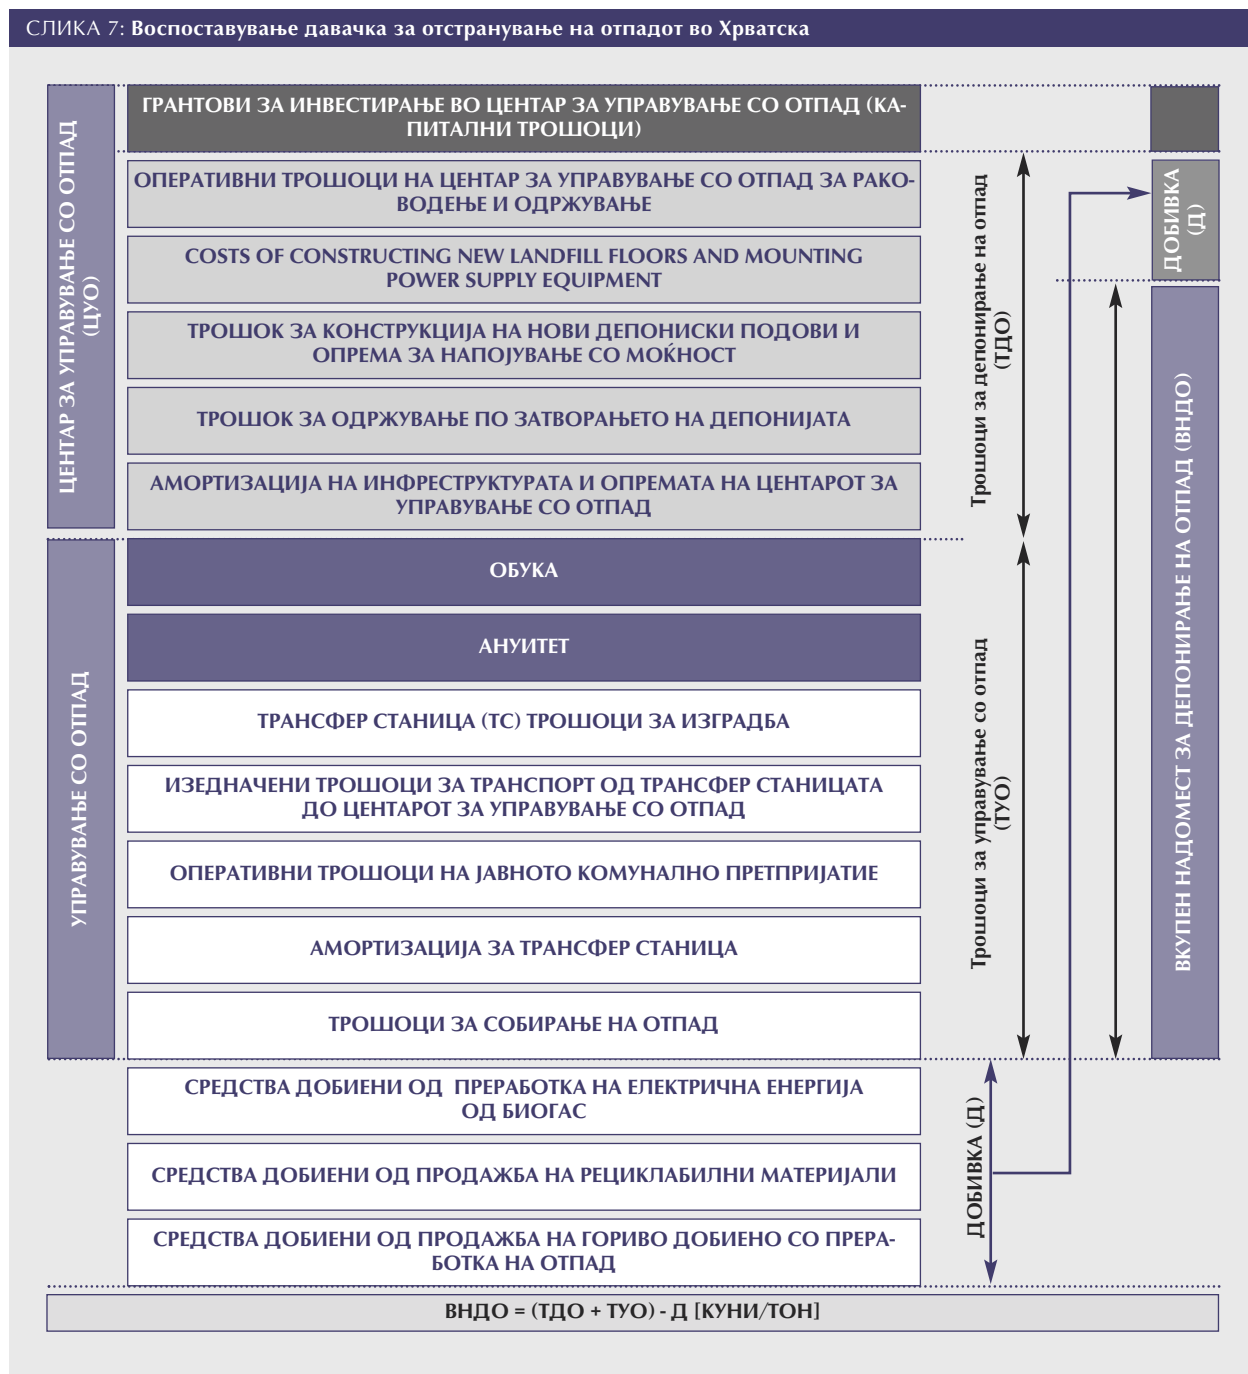 СЛИКА 7: Воспоставување давачка за отстранување на отпадот во Хрватска
ЦЕНТАР ЗА УПРАВУВАЊЕ СО ОТПАД
(ЦУО)
ГРАНТОВИ ЗА ИНВЕСТИРАЊЕ ВО ЦЕНТАР ЗА УПРАВУВАЊЕ СО ОТПАД (КА-
ПИТАЛНИ ТРОШОЦИ)
ОПЕРАТИВНИ ТРОШОЦИ НА ЦЕНТАР ЗА УПРАВУВАЊЕ СО ОТПАД ЗА РАКО-
ВОДЕЊЕ И ОДРЖУВАЊЕ
COSTS OF CONSTRUCTING NEW LANDFILL FLOORS AND MOUNTING
POWER SUPPLY EQUIPMENT
ТРОШОК ЗА КОНСТРУКЦИЈА НА НОВИ ДЕПОНИСКИ ПОДОВИ И
ОПРЕМА ЗА НАПОЈУВАЊЕ СО МОЌНОСТ
ТРОШОК ЗА ОДРЖУВАЊЕ ПО ЗАТВОРАЊЕТО НА ДЕПОНИЈАТА
АМОРТИЗАЦИЈА НА ИНФРЕСТРУКТУРАТА И ОПРЕМАТА НА ЦЕНТАРОТ ЗА
УПРАВУВАЊЕ СО ОТПАД
Трошоци за депонирање на отпад
(ТДО)
ДОБИВКА
(Д)
УПРАВУВАЊЕ СО ОТПАД
ОБУКА
АНУИТЕТ
ТРАНСФЕР СТАНИЦА (ТС) ТРОШОЦИ ЗА ИЗГРАДБА
ИЗЕДНАЧЕНИ ТРОШОЦИ ЗА ТРАНСПОРТ ОД ТРАНСФЕР СТАНИЦАТА
ДО ЦЕНТАРОТ ЗА УПРАВУВАЊЕ СО ОТПАД
ОПЕРАТИВНИ ТРОШОЦИ НА ЈАВНОТО КОМУНАЛНО ПРЕТПРИЈАТИЕ
АМОРТИЗАЦИЈА ЗА ТРАНСФЕР СТАНИЦА
ТРОШОЦИ ЗА СОБИРАЊЕ НА ОТПАД
Трошоци за управување со отпад
(ТУО)
ВКУПЕН НАДОМЕСТ ЗА ДЕПОНИРАЊЕ НА ОТПАД (ВНДО)
СРЕДСТВА ДОБИЕНИ ОД ПРЕРАБОТКА НА ЕЛЕКТРИЧНА ЕНЕРГИЈА
ОД БИОГАС
СРЕДСТВА ДОБИЕНИ ОД ПРОДАЖБА НА РЕЦИКЛАБИЛНИ МАТЕРИЈАЛИ
СРЕДСТВА ДОБИЕНИ ОД ПРОДАЖБА НА ГОРИВО ДОБИЕНО СО ПРЕРА-
БОТКА НА ОТПАД
ДОБИВКА (Д)
ВНДО = (ТДО + ТУО) - Д [КУНИ/ТОН]